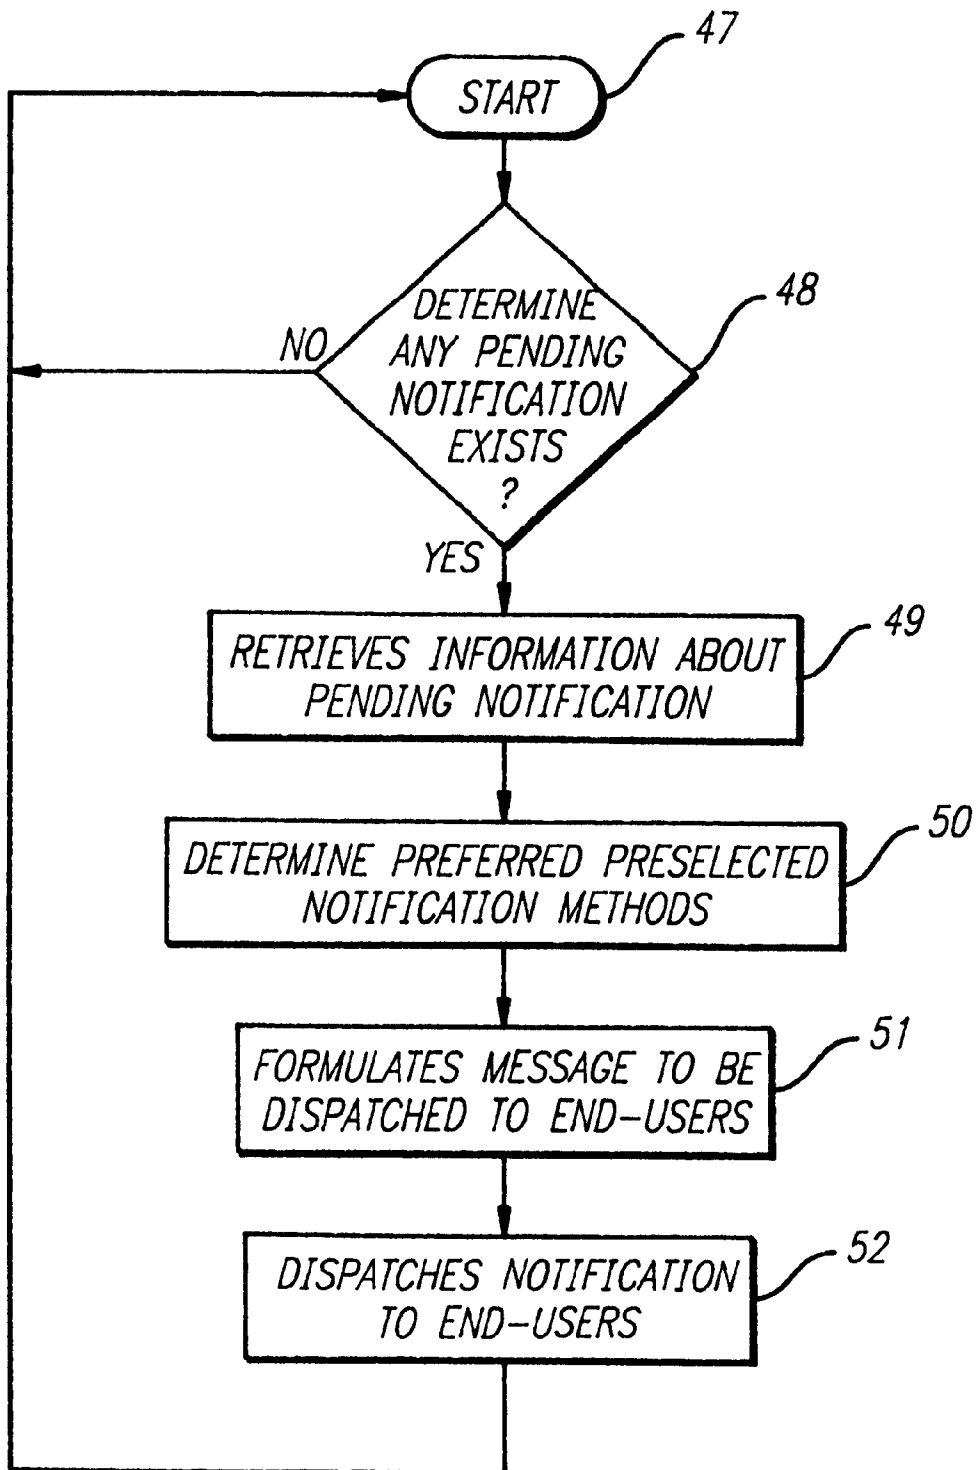 47
START
48
DETERMINE
ANY PENDING
NOTIFICATION
EXISTS
?
NO
YES
49
RETRIEVES INFORMATION ABOUT
PENDING NOTIFICATION
50
DETERMINE PREFERRED PRESELECTED
NOTIFICATION METHODS
51
FORMULATES MESSAGE TO BE
DISPATCHED TO END-USERS
52
DISPATCHES NOTIFICATION
TO END-USERS